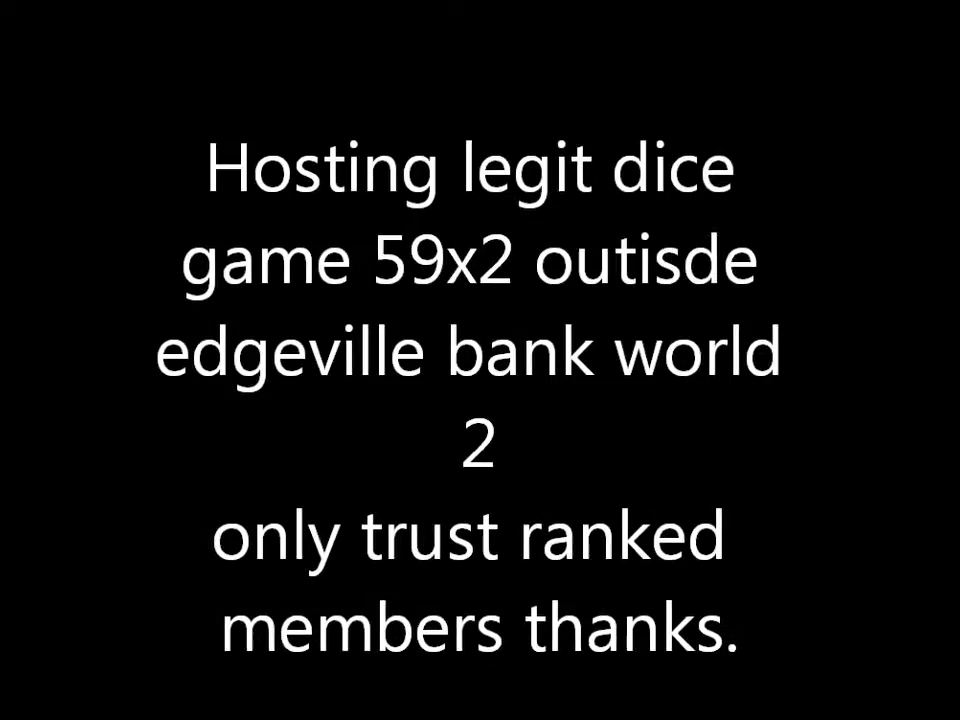 Hosting legit dice
game 59x2 outisde
edgeville bank world
2
only trust ranked
members thanks.